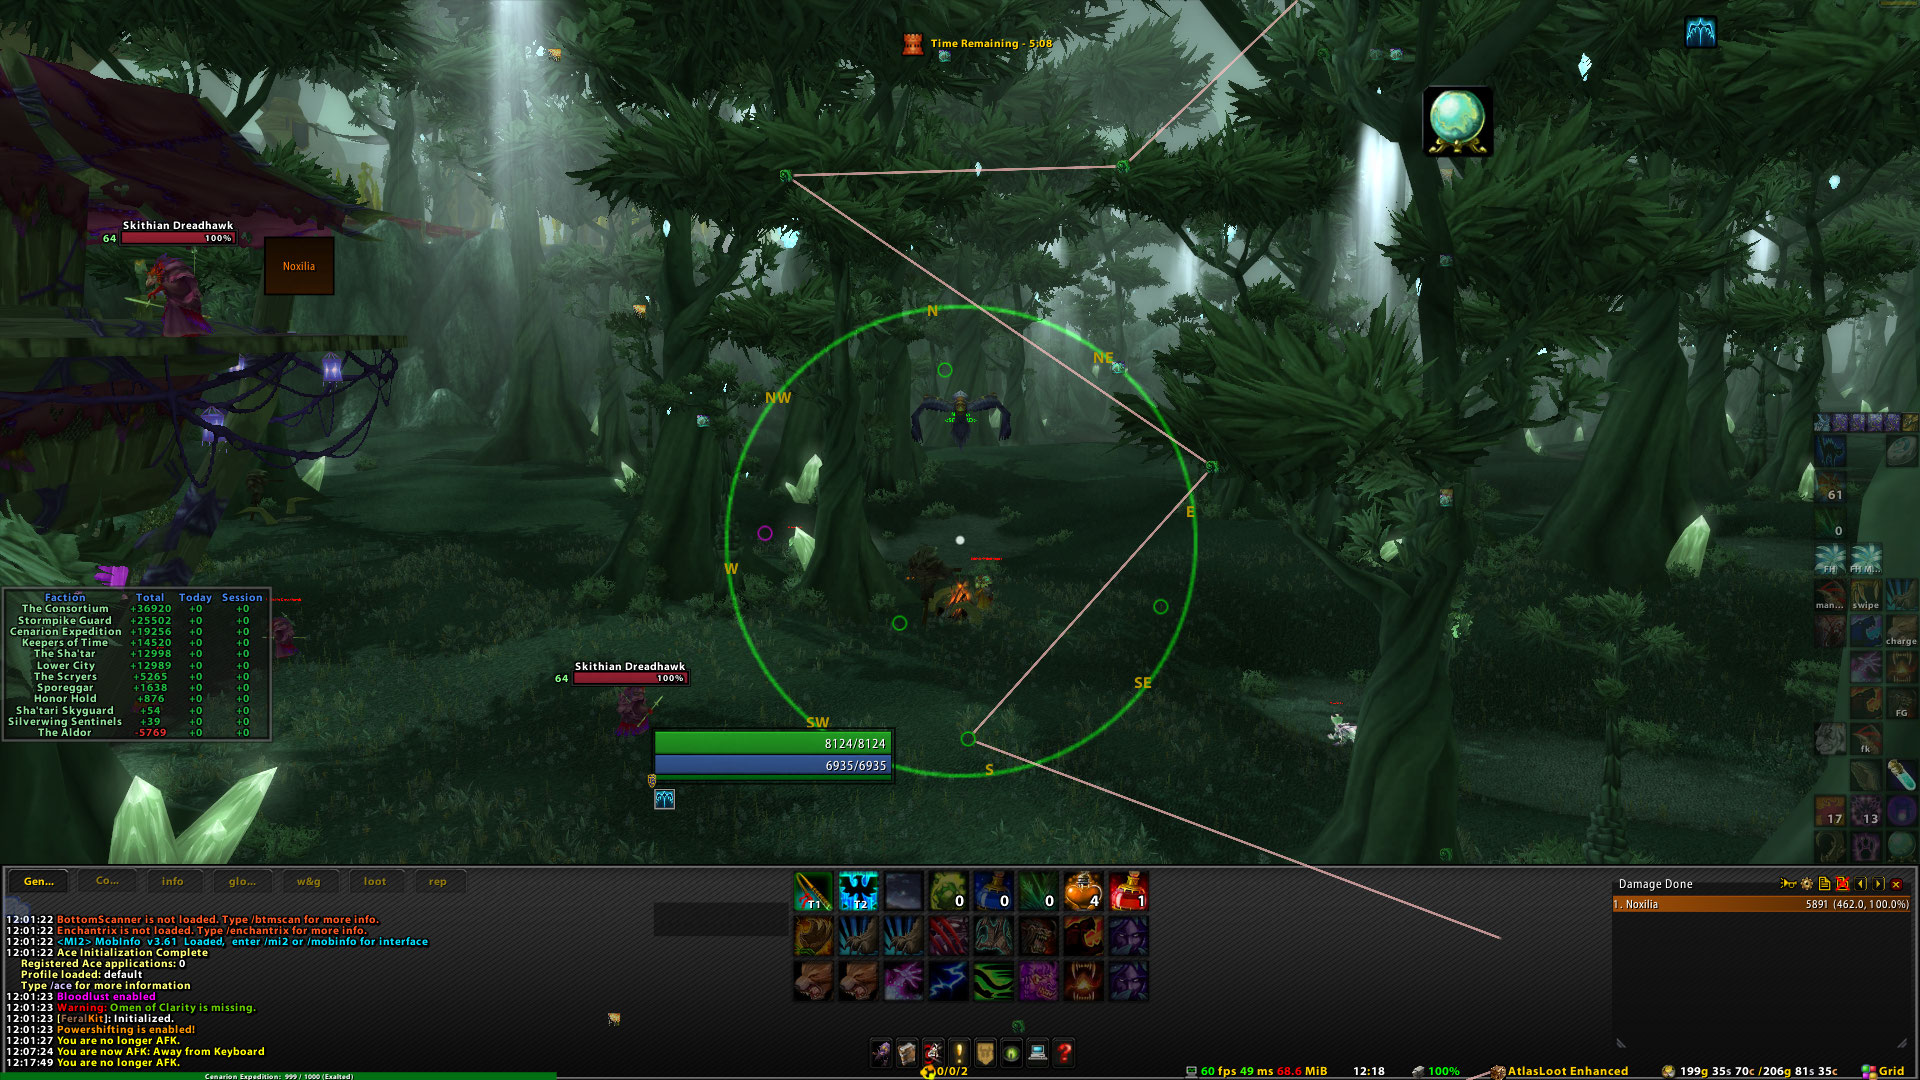 Time Remaining - 5:08
Skithian Dreadhawk
64
100%
Noxilia
N
NE
NW
E
W
SE
SW
S
61
0
FH
FH M...
man...
swipe
charge
FG
fk
17
13
Faction Total Today Session
The Consortium +36920 +0 +0
Stormpike Guard +25502 +0 +0
Cenarion Expedition +19256 +0 +0
Keepers of Time +14520 +0 +0
The Sha'tar +12998 +0 +0
Lower City +12989 +0 +0
The Scryers +5265 +0 +0
Sporeggar +1638 +0 +0
Honor Hold +876 +0 +0
Sha'tari Skyguard +54 +0 +0
Silverwing Sentinels +39 +0 +0
The Aldor -5769 +0 +0
Skithian Dreadhawk
64
100%
8124/8124
6935/6935
Gen...
Co...
info
glo...
w&g
loot
rep
12:01:22 BottomScanner is not loaded. Type /btmscan for more info.
12:01:22 Enchantrix is not loaded. Type /enchantrix for more info.
12:01:22 <MI2> MobInfo v3.61 Loaded, enter /mi2 or /mobinfo for interface
12:01:22 Ace Initialization Complete
Registered Ace applications: 0
Profile loaded: default
Type /ace for more information
12:01:23 Bloodlust enabled
12:01:23 Warning: Omen of Clarity is missing.
12:01:23 [FeralKit]: Initialized.
12:01:23 Powershifting is enabled!
12:01:27 You are no longer AFK.
12:07:24 You are now AFK: Away from Keyboard
12:17:49 You are no longer AFK.
Cenarion Expedition: 999 / 1000 (Exalted)
T1
T2
0
0
0
4
1
0/0/2
Damage Done
1. Noxilia 5891 (462.0, 100.0%)
60 fps 49 ms 68.6 MiB
12:18
100%
AtlasLoot Enhanced
199g 35s 70c /206g 81s 35c
Grid